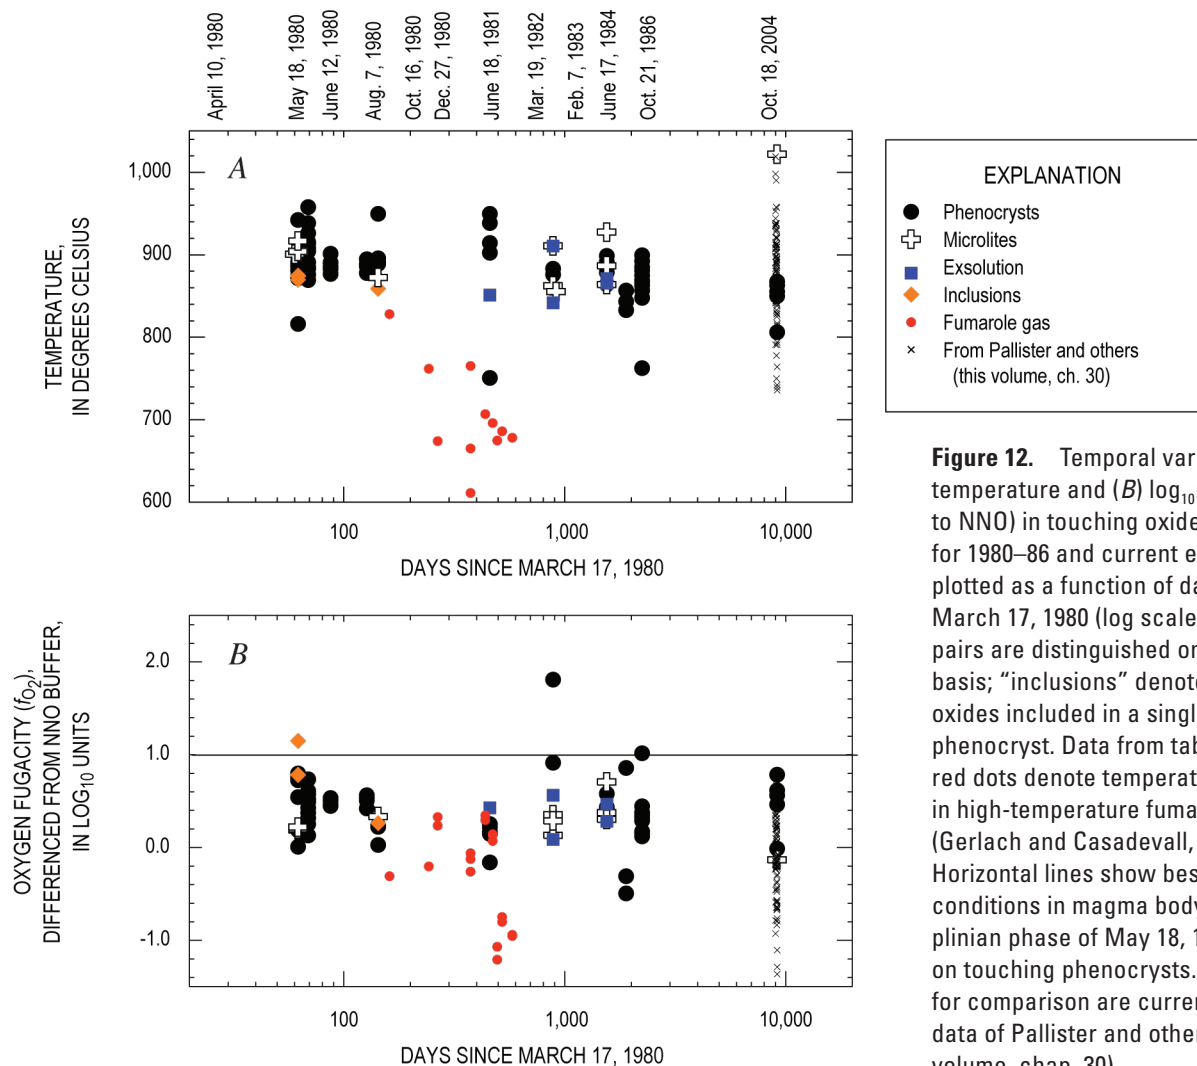 April 10, 1980
May 18, 1980
June 12, 1980
Aug. 7, 1980
Oct. 16, 1980
Dec. 27, 1980
June 18, 1981
Mar. 19, 1982
Feb. 7, 1983
June 17, 1984
Oct. 21, 1986
Oct. 18, 2004
A
1,000
900
800
700
600
TEMPERATURE,
IN DEGREES CELSIUS
100
1,000
10,000
DAYS SINCE MARCH 17, 1980
B
2.0
1.0
0.0
-1.0
OXYGEN FUGACITY (fO2),
DIFFERENCED FROM NNO BUFFER,
IN LOG10 UNITS
100
1,000
10,000
DAYS SINCE MARCH 17, 1980
EXPLANATION
Phenocrysts
Microlites
Exsolution
Inclusions
Fumarole gas
From Pallister and others
(this volume, ch. 30)
Figure 12. Temporal var
temperature and (B) log10
to NNO) in touching oxide
for 1980–86 and current e
plotted as a function of da
March 17, 1980 (log scale
pairs are distinguished on
basis; “inclusions” denote
oxides included in a singl
phenocryst. Data from tab
red dots denote temperat
in high-temperature fuma
(Gerlach and Casadevall,
Horizontal lines show bes
conditions in magma body
plinian phase of May 18, 1
on touching phenocrysts.
for comparison are curren
data of Pallister and other
volume, chap. 30)